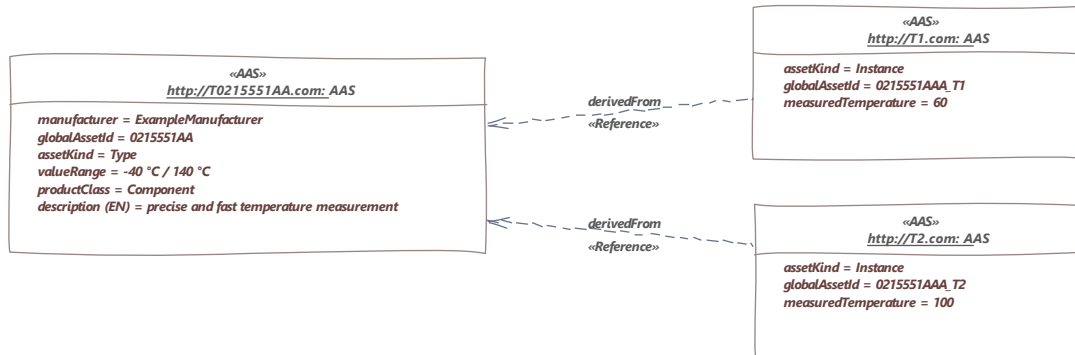 «AAS»
http://T0215551AA.com: AAS
manufacturer = ExampleManufacturer
globalAssetId = 0215551AA
assetKind = Type
valueRange = -40 °C / 140 °C
productClass = Component
description (EN) = precise and fast temperature measurement
derivedFrom
«Reference»
derivedFrom
«Reference»
«AAS»
http://T1.com: AAS
assetKind = Instance
globalAssetId = 0215551AAA_T1
measuredTemperature = 60
«AAS»
http://T2.com: AAS
assetKind = Instance
globalAssetId = 0215551AAA_T2
measuredTemperature = 100